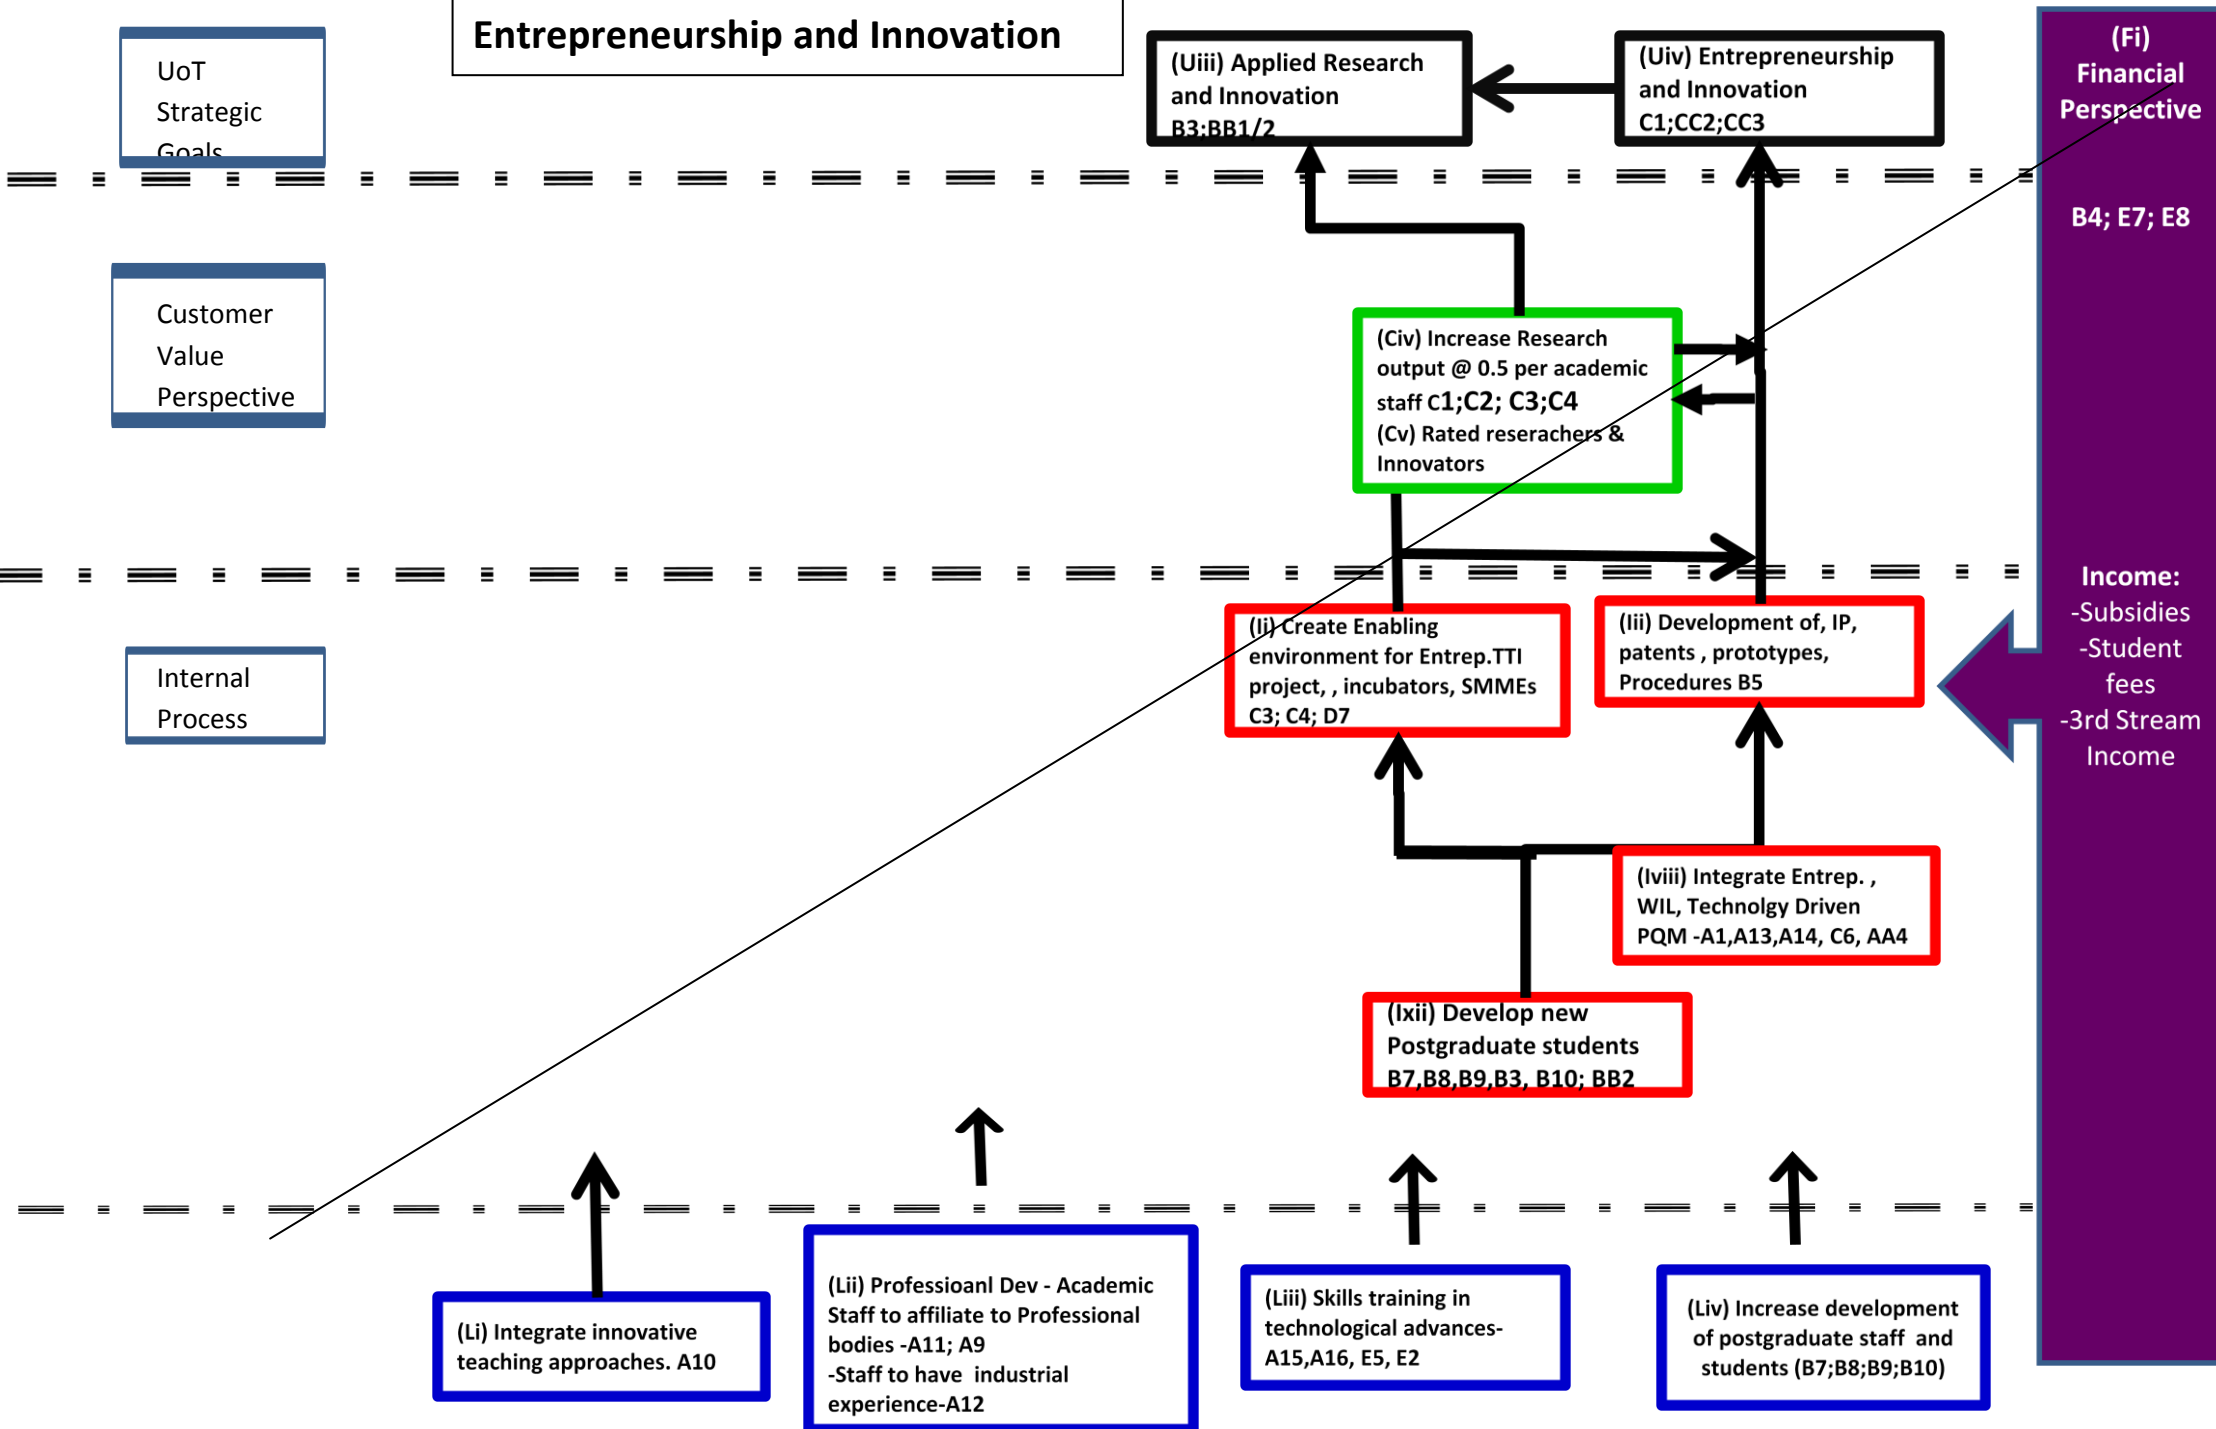 Entrepreneurship and Innovation
UoT
Strategic
Goals
(Uiii) Applied Research
and Innovation
B3;BB1/2
(Uiv) Entrepreneurship
and Innovation
C1;CC2;CC3
(Fi)
Financial
Perspective
B4; E7; E8
Customer
Value
Perspective
(Civ) Increase Research
output @ 0.5 per academic
staff C1;C2; C3;C4
(Cv) Rated reserachers &
Innovators
Income:
-Subsidies
-Student
fees
-3rd Stream
Income
Internal
Process
(Ii) Create Enabling
environment for Entrep.TTI
project, , incubators, SMMEs
C3; C4; D7
(Iii) Development of, IP,
patents , prototypes,
Procedures B5
(Iviii) Integrate Entrep. ,
WIL, Technolgy Driven
PQM -A1,A13,A14, C6, AA4
(Ixii) Develop new
Postgraduate students
B7,B8,B9,B3, B10; BB2
(Li) Integrate innovative
teaching approaches. A10
(Lii) Professioanl Dev - Academic
Staff to affiliate to Professional
bodies -A11; A9
-Staff to have  industrial
experience-A12
(Liii) Skills training in
technological advances-
A15,A16, E5, E2
(Liv) Increase development
of postgraduate staff  and
students (B7;B8;B9;B10)